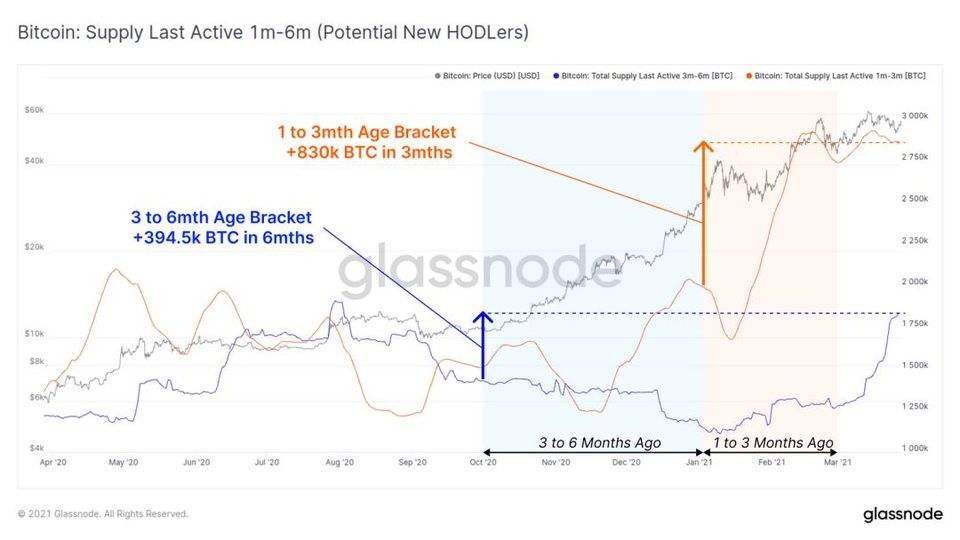 Bitcoin: Supply Last Active 1m-6m (Potential New HODLers)
Bitcoin: Price (USD) [USD] Bitcoin: Total Supply Last Active 3m-6m [BTC] Bitcoin: Total Supply Last Active 1m-3m [BTC]
$60k
$40k
$20k
$10k
$8k
$6k
$4k
1 to 3mth Age Bracket
+830k BTC in 3mths
3 to 6mth Age Bracket
+394.5k BTC in 6mths
glassnode
3 000k
2 750k
2 500k
2 250k
2 000k
1 750k
1 500k
1 250k
1 000k
3 to 6 Months Ago
1 to 3 Months Ago
Apr '20 May '20 Jun '20 Jul '20 Aug '20 Sep '20 Oct '20 Nov '20 Dec '20 Jan '21 Feb '21 Mar '21
© 2021 Glassnode. All Rights Reserved.
glassnode